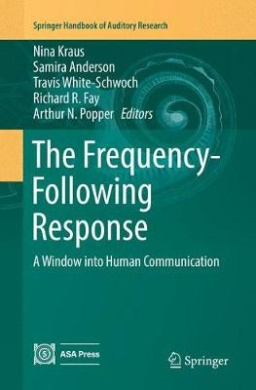 Springer Handbook of Auditory Research
Nina Kraus
Samira Anderson
Travis White-Schwoch
Richard R. Fay
Arthur N. Popper Editors
The Frequency-
Following
Response
A Window into Human Communication
S
ASA Press
Springer